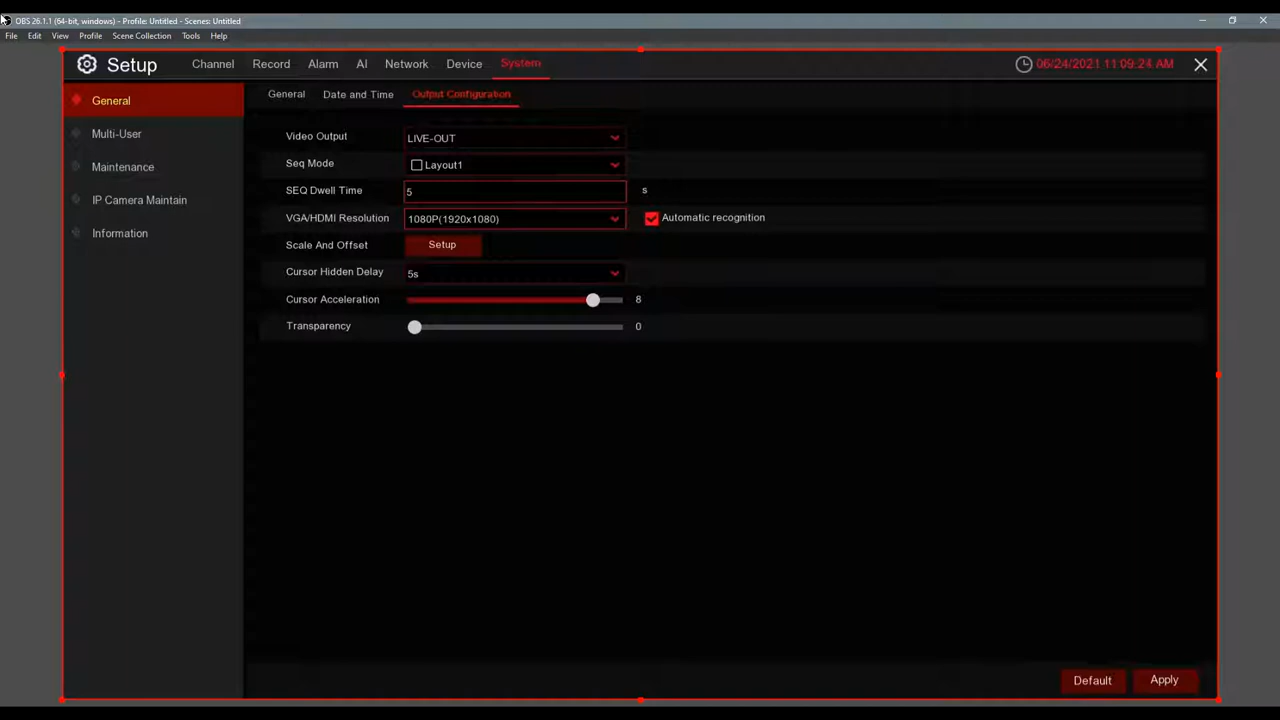 OBS 26.1.1 (64-bit, windows) - Profile: Untitled - Scenes: Untitled
File Edit View Profile Scene Collection Tools Help
Setup Channel Record Alarm AI Network Device System 06/24/2021 11:09:24 AM
General Date and Time Output Configuration
General
Multi-User
Maintenance
IP Camera Maintain
Information
Video Output LIVE-OUT
Seq Mode Layout1
SEQ Dwell Time 5 s
VGA/HDMI Resolution 1080P(1920x1080) Automatic recognition
Scale And Offset Setup
Cursor Hidden Delay 5s
Cursor Acceleration 8
Transparency 0
Default Apply